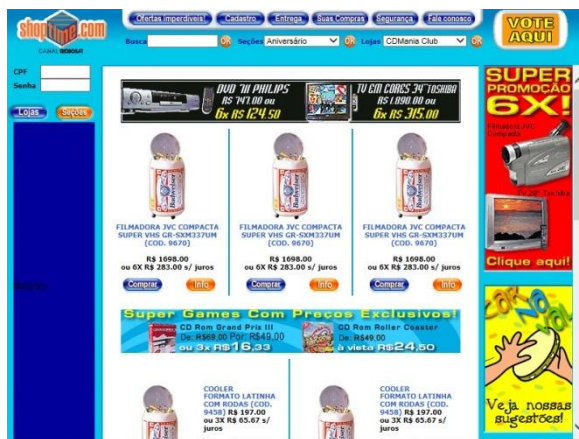 Ofertas imperdíveis!
Cadastro
Entrega
Suas Compras
Segurança
Fale conosco
shoptime.com
CANAL GLOBOSAT
Busca
OK
Seções
Aniversário
OK
Lojas
CDMania Club
OK
VOTE
AQUI
CPF
Senha
Lojas
Seções
DVD 711 PHILIPS
R$ 747.00 ou
6x R$ 124.50
TV EM CORES 34" TOSHIBA
R$ 1.890.00 ou
6x R$ 315.00
SUPER
PROMOÇÃO
6X!
Filmadora JVC
Compacta
Toshiba
Clique aqui!
Budweiser
Budweiser
Budweiser
FILMADORA JVC COMPACTA
SUPER VHS GR-SXM337UM
(COD. 9670)
R$ 1698.00
ou 6X R$ 283.00 s/ juros
Comprar
Info
FILMADORA JVC COMPACTA
SUPER VHS GR-SXM337UM
(COD. 9670)
R$ 1698.00
ou 6X R$ 283.00 s/ juros
Comprar
Info
FILMADORA JVC COMPACTA
SUPER VHS GR-SXM337UM
(COD. 9670)
R$ 1698.00
ou 6X R$ 283.00 s/ juros
Comprar
Info
Super Games Com Preços Exclusivos!
CD Rom Grand Prix III
De: R$69,00 Por: R$49,00
ou 3x R$16,33
CD Rom Roller Coaster
De: R$49,00
à vista R$24,50
COOLER
FORMATO LATINHA
COM RODAS (COD.
9458) R$ 197.00
ou 3X R$ 65.67 s/
juros
COOLER
FORMATO LATINHA
COM RODAS (COD.
9458) R$ 197.00
ou 3X R$ 65.67 s/
juros
CARNAVAL
Veja nossas
sugestões!